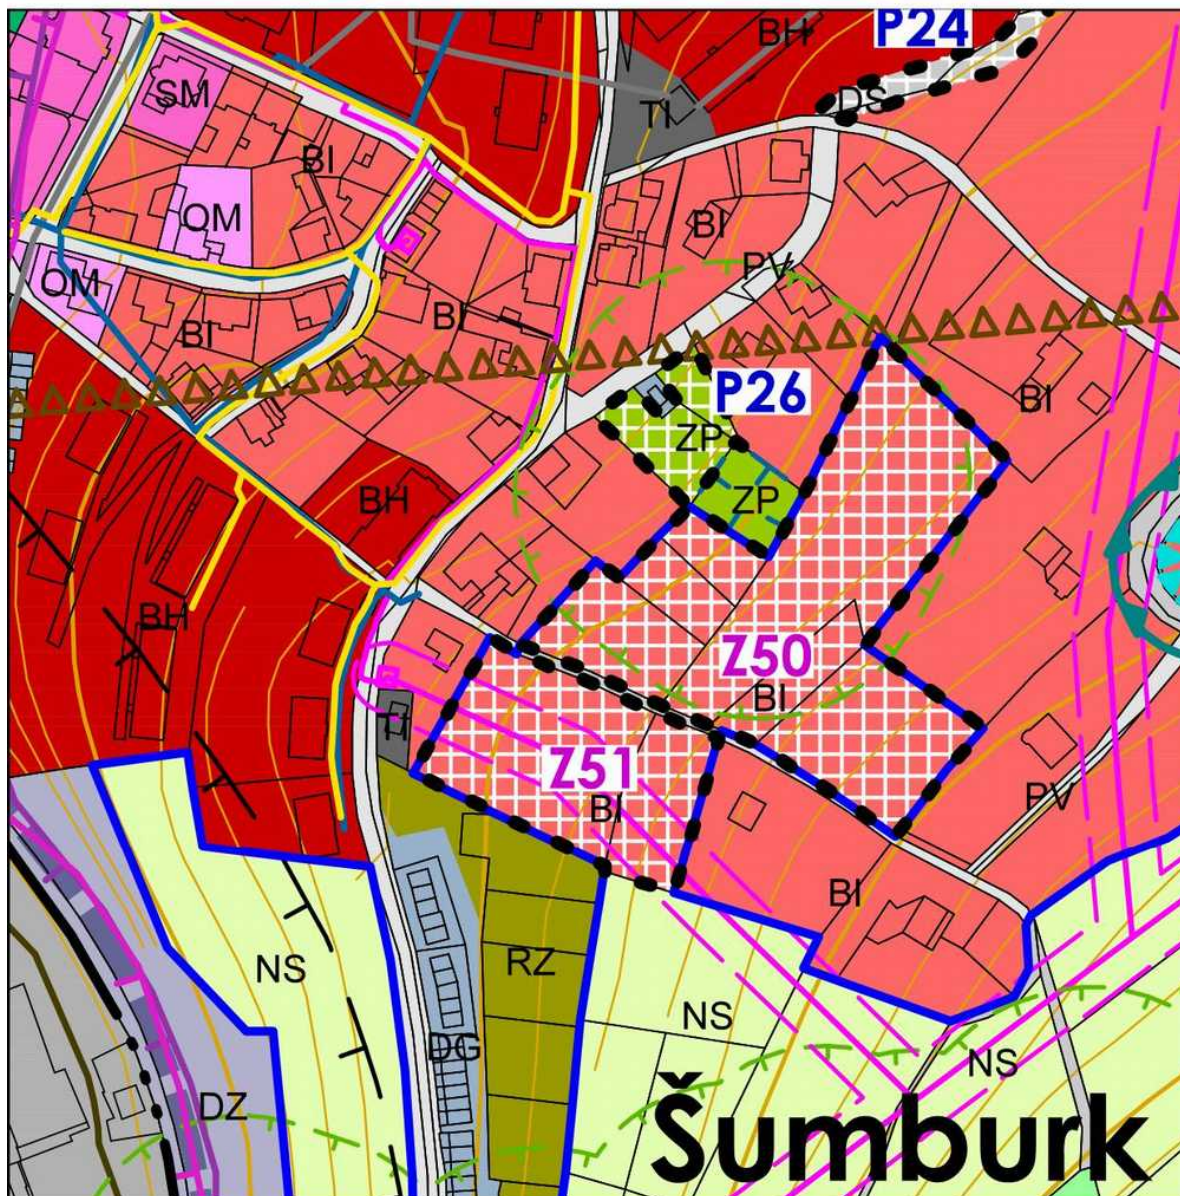 P24
BH
SM
DS
TI
BI
OM
BI
PV
OM
BI
BI
P26
BI
ZP
BH
ZP
BH
Z50
BI
TI
Z51
BI
PV
BI
NS
RZ
NS
DG
NS
DZ
Šumburk